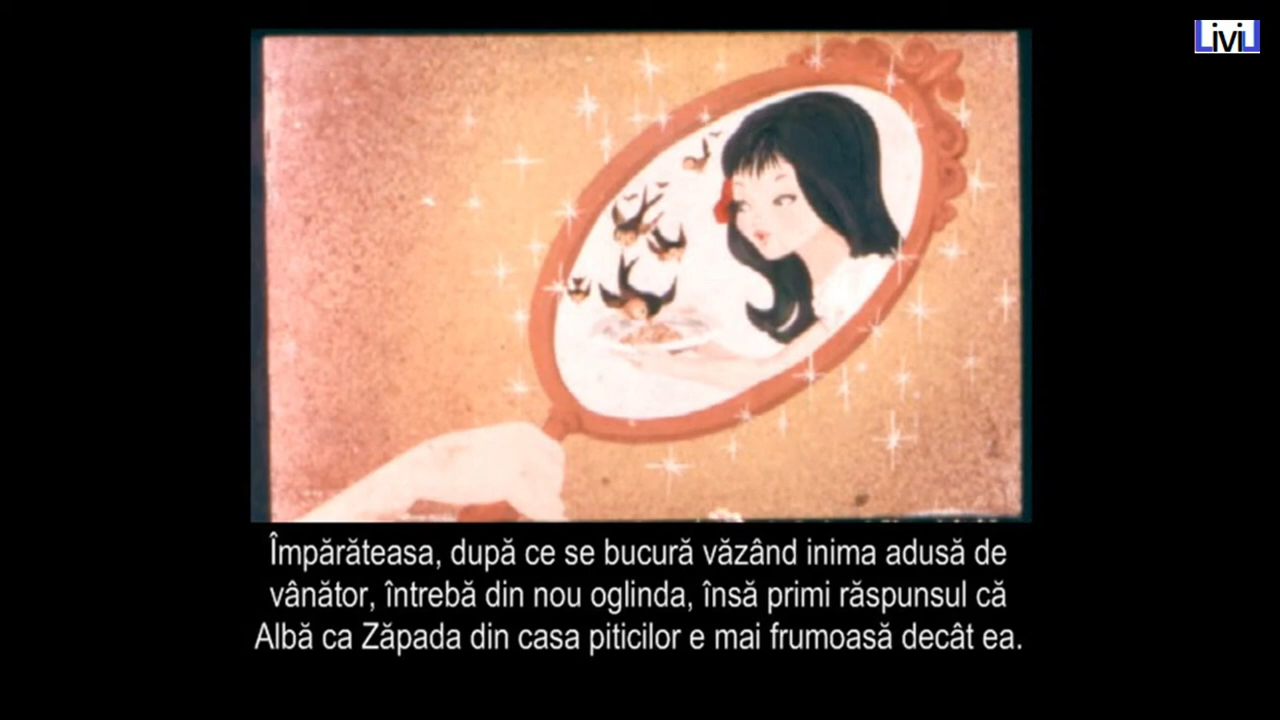 LiViL
Împărăteasa, după ce se bucură văzând inima adusă de
vânător, întrebă din nou oglinda, însă primi răspunsul că
Albă ca Zăpada din casa piticilor e mai frumoasă decât ea.